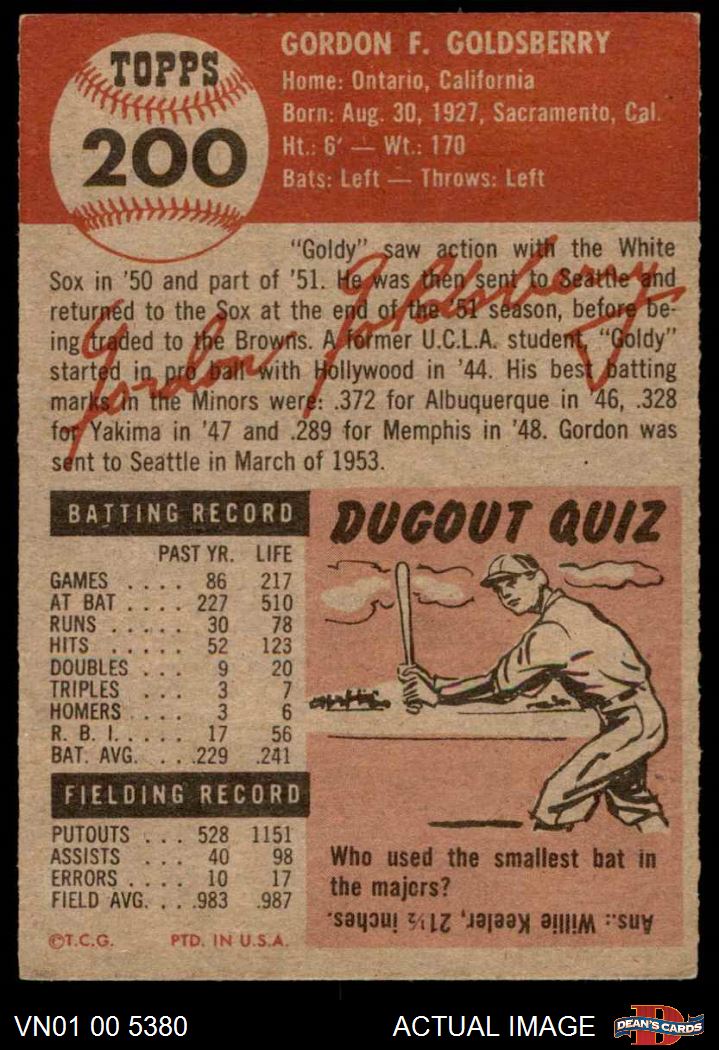 TOPPS
200
GORDON F. GOLDSBERRY
Home: Ontario, California
Born: Aug. 30, 1927, Sacramento, Cal.
Ht.: 6' — Wt.: 170
Bats: Left — Throws: Left
"Goldy" saw action with the White
Sox in '50 and part of '51. He was then sent to Seattle and
returned to the Sox at the end of the '51 season, before be-
ing traded to the Browns. A former U.C.L.A. student, "Goldy"
started in pro ball with Hollywood in '44. His best batting
marks in the Minors were: .372 for Albuquerque in '46, .328
for Yakima in '47 and .289 for Memphis in '48. Gordon was
sent to Seattle in March of 1953.
Gordon Goldsberry
BATTING RECORD
PAST YR. LIFE
GAMES .... 86 217
AT BAT .... 227 510
RUNS ..... 30 78
HITS ..... 52 123
DOUBLES ... 9 20
TRIPLES ... 3 7
HOMERS .... 3 6
R. B. I. .... 17 56
BAT. AVG. ... .229 .241
FIELDING RECORD
PUTOUTS ... 528 1151
ASSISTS ... 40 98
ERRORS .... 10 17
FIELD AVG. ... .983 .987
©T.C.G. PTD. IN U.S.A.
DUGOUT QUIZ
Who used the smallest bat in
the majors?
Ans.: Willie Keeler, 21½ inches.
VN01 00 5380
ACTUAL IMAGE
D
DEAN'S CARDS